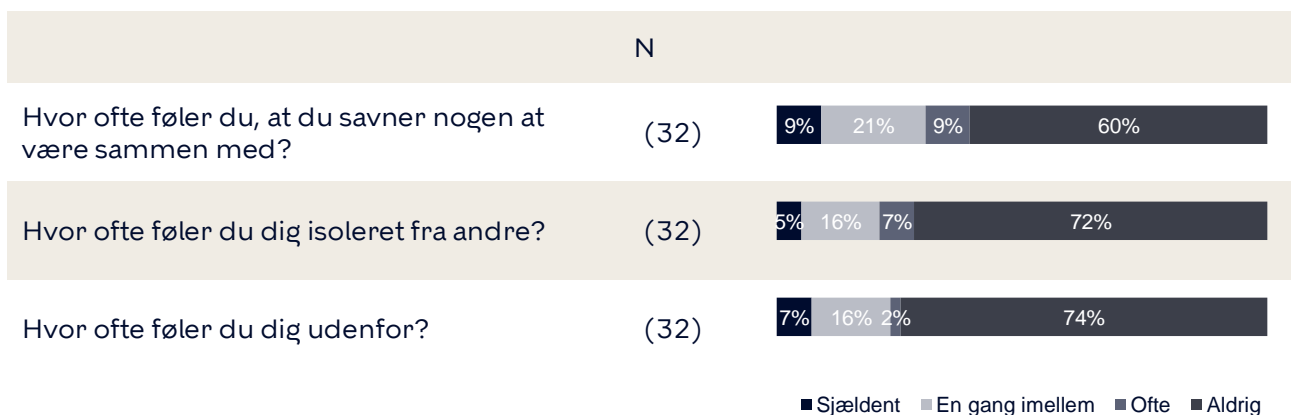 N
Hvor ofte føler du, at du savner nogen at
være sammen med?
(32)
9% 21% 9% 60%
Hvor ofte føler du dig isoleret fra andre?
(32)
5% 16% 7% 72%
Hvor ofte føler du dig udenfor?
(32)
7% 16% 2% 74%
Sjældent En gang imellem Ofte Aldrig